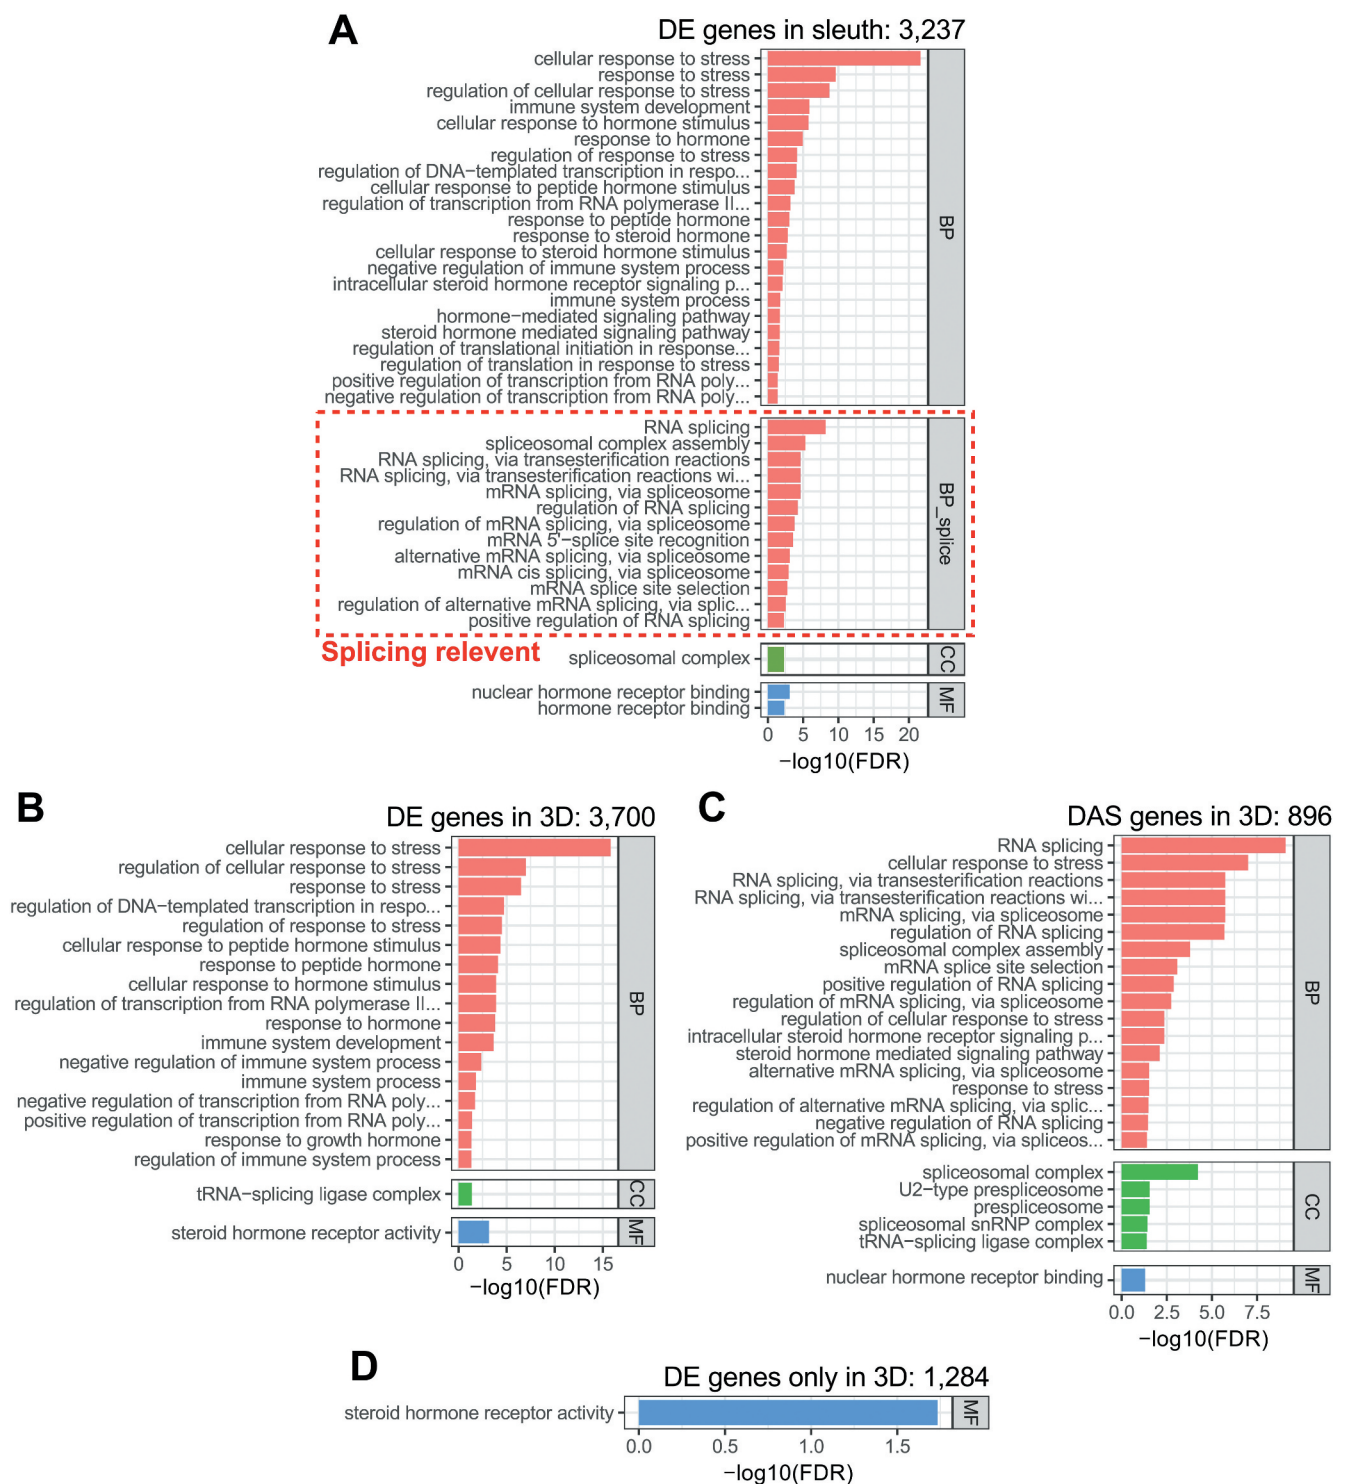 A
DE genes in sleuth: 3,237
cellular response to stress
response to stress
regulation of cellular response to stress
immune system development
cellular response to hormone stimulus
response to hormone
regulation of response to stress
regulation of DNA−templated transcription in respo...
cellular response to peptide hormone stimulus
regulation of transcription from RNA polymerase II...
response to peptide hormone
response to steroid hormone
cellular response to steroid hormone stimulus
negative regulation of immune system process
intracellular steroid hormone receptor signaling p...
immune system process
hormone−mediated signaling pathway
steroid hormone mediated signaling pathway
regulation of translational initiation in response...
regulation of translation in response to stress
positive regulation of transcription from RNA poly...
negative regulation of transcription from RNA poly...
BP
RNA splicing
spliceosomal complex assembly
RNA splicing, via transesterification reactions
RNA splicing, via transesterification reactions wi...
mRNA splicing, via spliceosome
regulation of RNA splicing
regulation of mRNA splicing, via spliceosome
mRNA 5'−splice site recognition
alternative mRNA splicing, via spliceosome
mRNA cis splicing, via spliceosome
mRNA splice site selection
regulation of alternative mRNA splicing, via splic...
positive regulation of RNA splicing
BP_splice
Splicing relevent
spliceosomal complex
CC
nuclear hormone receptor binding
hormone receptor binding
MF
0 5 10 15 20
−log10(FDR)
B
DE genes in 3D: 3,700
cellular response to stress
regulation of cellular response to stress
response to stress
regulation of DNA−templated transcription in respo...
regulation of response to stress
cellular response to peptide hormone stimulus
response to peptide hormone
cellular response to hormone stimulus
regulation of transcription from RNA polymerase II...
response to hormone
immune system development
negative regulation of immune system process
immune system process
negative regulation of transcription from RNA poly...
positive regulation of transcription from RNA poly...
response to growth hormone
regulation of immune system process
BP
tRNA−splicing ligase complex
CC
steroid hormone receptor activity
MF
0 5 10 15
−log10(FDR)
C
DAS genes in 3D: 896
RNA splicing
cellular response to stress
RNA splicing, via transesterification reactions
RNA splicing, via transesterification reactions wi...
mRNA splicing, via spliceosome
regulation of RNA splicing
spliceosomal complex assembly
mRNA splice site selection
positive regulation of RNA splicing
regulation of mRNA splicing, via spliceosome
regulation of cellular response to stress
intracellular steroid hormone receptor signaling p...
steroid hormone mediated signaling pathway
alternative mRNA splicing, via spliceosome
response to stress
regulation of alternative mRNA splicing, via splic...
negative regulation of RNA splicing
positive regulation of mRNA splicing, via spliceos...
BP
spliceosomal complex
U2−type prespliceosome
prespliceosome
spliceosomal snRNP complex
tRNA−splicing ligase complex
CC
nuclear hormone receptor binding
MF
0.0 2.5 5.0 7.5
−log10(FDR)
D
DE genes only in 3D: 1,284
steroid hormone receptor activity
MF
0.0 0.5 1.0 1.5
−log10(FDR)